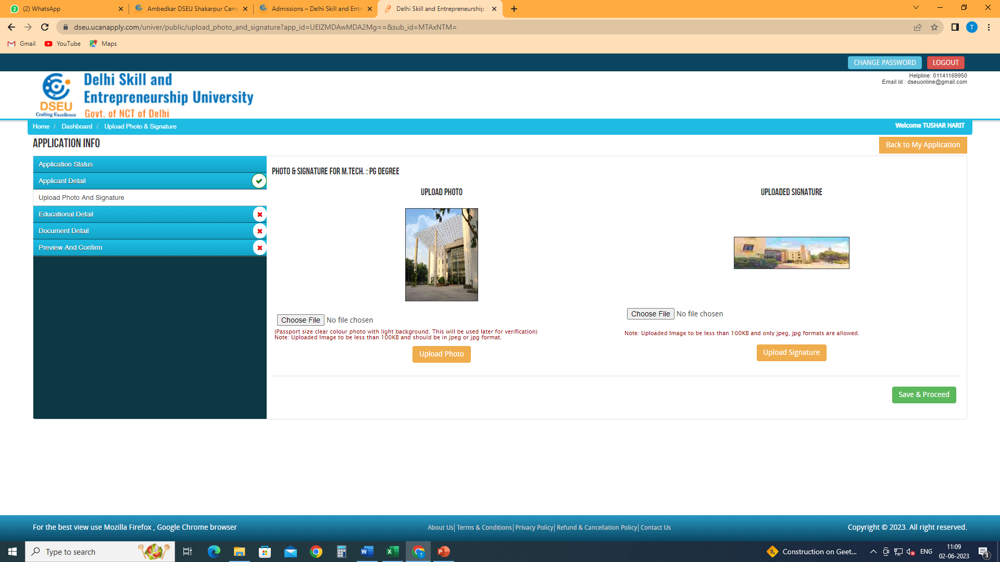 (2) WhatsApp
Ambedkar DSEU Shakarpur Camp
Admissions – Delhi Skill and Entre
Delhi Skill and Entrepreneurship
dseu.ucanapply.com/univer/public/upload_photo_and_signature?app_id=UElZMDAwMDA2Mg==&sub_id=MTAxNTM=
T
Gmail
YouTube
Maps
CHANGE PASSWORD
LOGOUT
Helpline: 01141169950
Email Id : dseuonline@gmail.com
DSEU
Crafting Excellence
Delhi Skill and
Entrepreneurship University
Govt. of NCT of Delhi
Home / Dashboard / Upload Photo & Signature
Welcome TUSHAR HARIT
APPLICATION INFO
Back to My Application
Application Status
Applicant Detail
Upload Photo And Signature
Educational Detail
Document Detail
Preview And Confirm
PHOTO & SIGNATURE FOR M.TECH. : PG DEGREE
UPLOAD PHOTO
Choose File No file chosen
(Passport size clear colour photo with light background. This will be used later for verification)
Note: Uploaded Image to be less than 100KB and should be in jpeg or jpg format.
Upload Photo
UPLOADED SIGNATURE
Choose File No file chosen
Note: Uploaded Image to be less than 100KB and only jpeg, jpg formats are allowed.
Upload Signature
Save & Proceed
For the best view use Mozilla Firefox , Google Chrome browser
About Us| Terms & Conditions| Privacy Policy| Refund & Cancellation Policy| Contact Us
Copyright © 2023. All right reserved.
Type to search
Construction on Geet...
ENG
11:09
02-06-2023
3